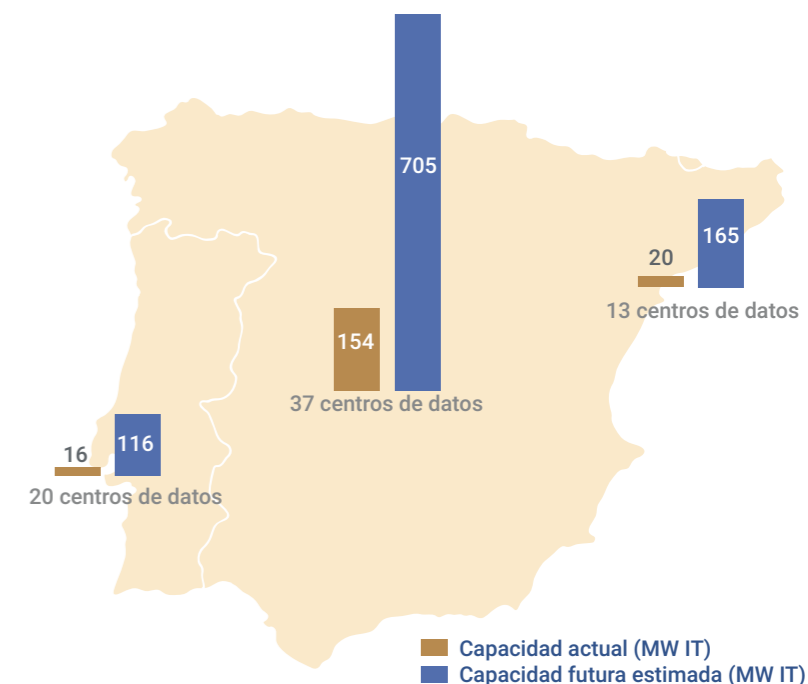 705
165
20
13 centros de datos
154
37 centros de datos
116
16
20 centros de datos
Capacidad actual (MW IT)
Capacidad futura estimada (MW IT)